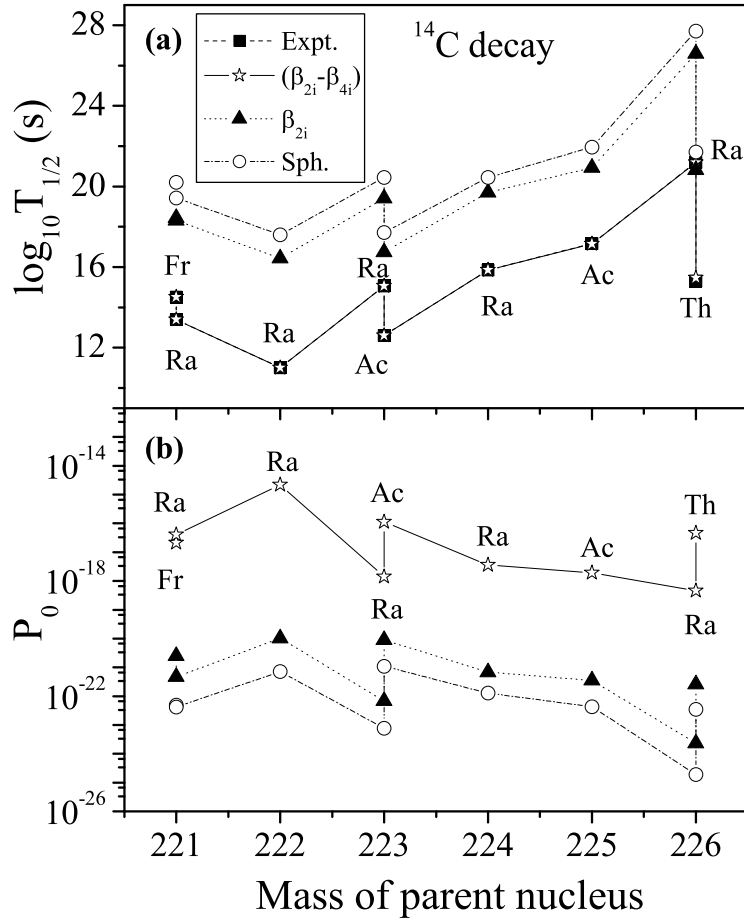 28
24
20
16
12
log₁₀T₁/₂ (s)
(a)
Expt.
(β₂ᵢ-β₄ᵢ)
β₂ᵢ
Sph.
¹⁴C decay
Ra
Fr
Ra
Ra
Ra
Ac
Ra
Ac
Th
(b)
10⁻¹⁴
10⁻¹⁸
10⁻²²
10⁻²⁶
P₀
Ra
Fr
Ra
Ac
Ra
Ra
Ac
Th
Ra
221 222 223 224 225 226
Mass of parent nucleus